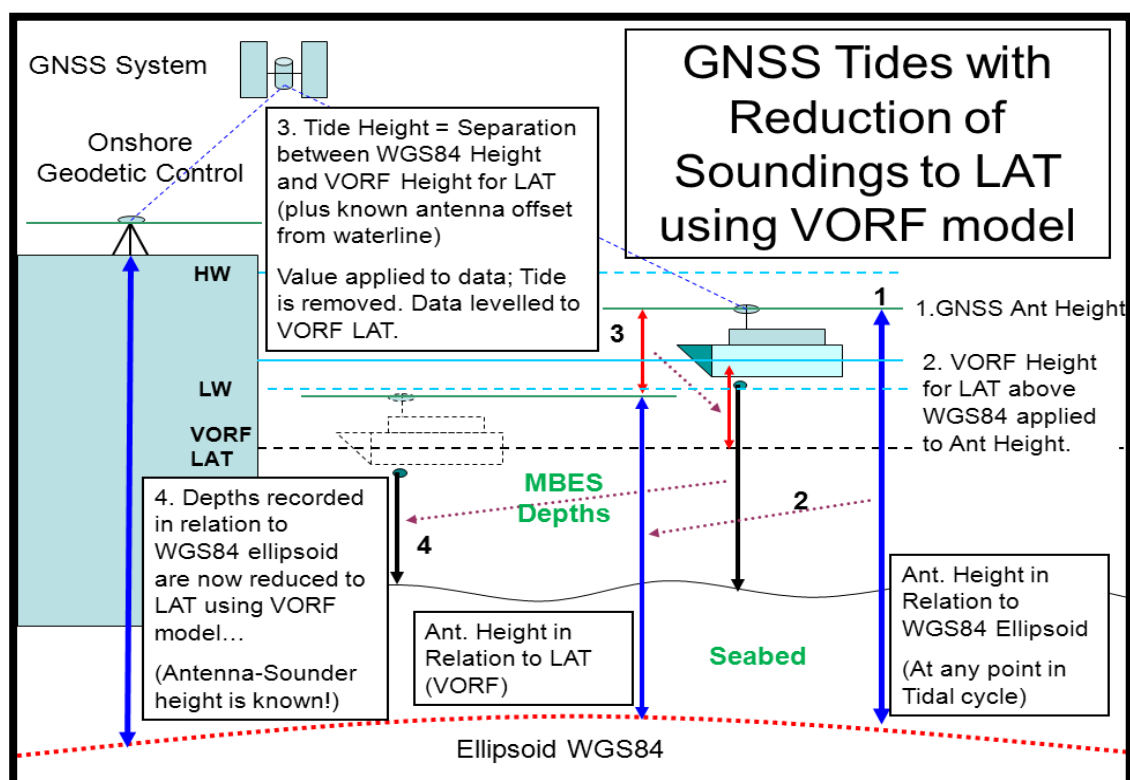 GNSS Tides with
Reduction of
Soundings to LAT
using VORF model
GNSS System
Onshore
Geodetic Control
3. Tide Height = Separation
between WGS84 Height
and VORF Height for LAT
(plus known antenna offset
from waterline)
Value applied to data; Tide
is removed. Data levelled to
VORF LAT.
HW
1
1.GNSS Ant Height
3
2. VORF Height
for LAT above
WGS84 applied
to Ant Height.
LW
VORF
LAT
MBES
Depths
2
4. Depths recorded
in relation to
WGS84 ellipsoid
are now reduced to
LAT using VORF
model…
(Antenna-Sounder
height is known!)
4
Ant. Height in
Relation to LAT
(VORF)
Seabed
Ant. Height in
Relation to
WGS84 Ellipsoid
(At any point in
Tidal cycle)
Ellipsoid WGS84